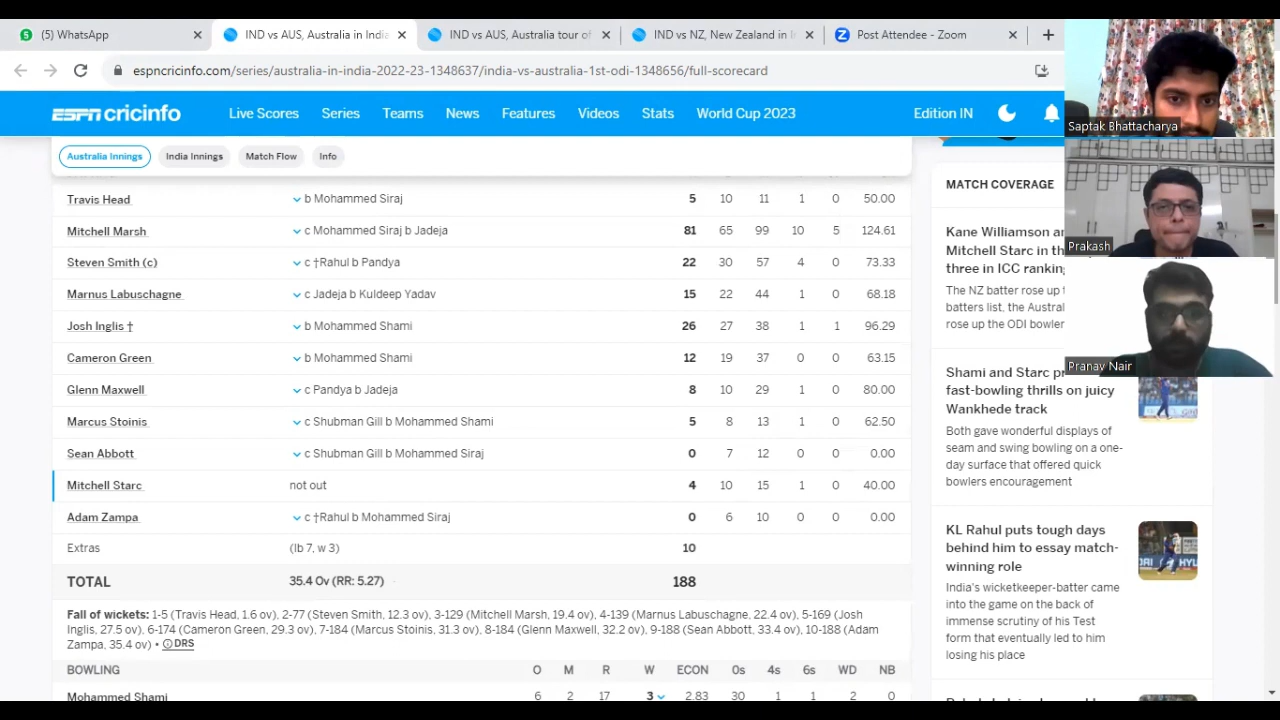 (5) WhatsApp
IND vs AUS, Australia in India
IND vs AUS, Australia tour of
IND vs NZ, New Zealand in I
Post Attendee - Zoom
espncricinfo.com/series/australia-in-india-2022-23-1348637/india-vs-australia-1st-odi-1348656/full-scorecard
ESPN cricinfo Live Scores Series Teams News Features Videos Stats World Cup 2023 Edition IN
Australia Innings India Innings Match Flow Info
Travis Head b Mohammed Siraj 5 10 11 1 0 50.00
Mitchell Marsh c Mohammed Siraj b Jadeja 81 65 99 10 5 124.61
Steven Smith (c) c †Rahul b Pandya 22 30 57 4 0 73.33
Marnus Labuschagne c Jadeja b Kuldeep Yadav 15 22 44 1 0 68.18
Josh Inglis † b Mohammed Shami 26 27 38 1 1 96.29
Cameron Green b Mohammed Shami 12 19 37 0 0 63.15
Glenn Maxwell c Pandya b Jadeja 8 10 29 1 0 80.00
Marcus Stoinis c Shubman Gill b Mohammed Shami 5 8 13 1 0 62.50
Sean Abbott c Shubman Gill b Mohammed Siraj 0 7 12 0 0 0.00
Mitchell Starc not out 4 10 15 1 0 40.00
Adam Zampa c †Rahul b Mohammed Siraj 0 6 10 0 0 0.00
Extras (lb 7, w 3) 10
TOTAL 35.4 Ov (RR: 5.27) 188
Fall of wickets: 1-5 (Travis Head, 1.6 ov), 2-77 (Steven Smith, 12.3 ov), 3-129 (Mitchell Marsh, 19.4 ov), 4-139 (Marnus Labuschagne, 22.4 ov), 5-169 (Josh
Inglis, 27.5 ov), 6-174 (Cameron Green, 29.3 ov), 7-184 (Marcus Stoinis, 31.3 ov), 8-184 (Glenn Maxwell, 32.2 ov), 9-188 (Sean Abbott, 33.4 ov), 10-188 (Adam
Zampa, 35.4 ov) • DRS
BOWLING O M R W ECON 0s 4s 6s WD NB
Mohammed Shami 6 2 17 3 2.83 30 1 1 2 0
MATCH COVERAGE
Kane Williamson an
Mitchell Starc in th
three in ICC ranking
The NZ batter rose up t
batters list, the Austral
rose up the ODI bowler
Shami and Starc pr
fast-bowling thrills on juicy
Wankhede track
Both gave wonderful displays of
seam and swing bowling on a one-
day surface that offered quick
bowlers encouragement
KL Rahul puts tough days
behind him to essay match-
winning role
India's wicketkeeper-batter came
into the game on the back of
immense scrutiny of his Test
form that eventually led to him
losing his place
Saptak Bhattacharya
Prakash
Pranav Nair